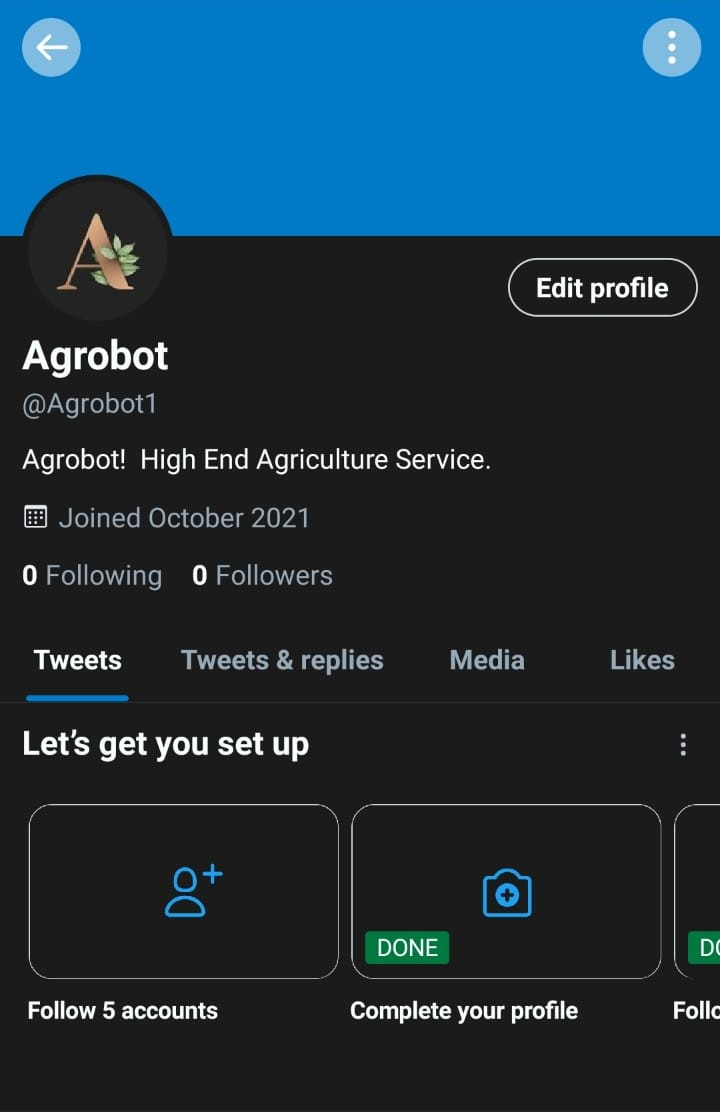 A
Edit profile
Agrobot
@Agrobot1
Agrobot!  High End Agriculture Service.
Joined October 2021
0 Following 0 Followers
Tweets Tweets & replies Media Likes
Let’s get you set up
DONE
Follow 5 accounts Complete your profile